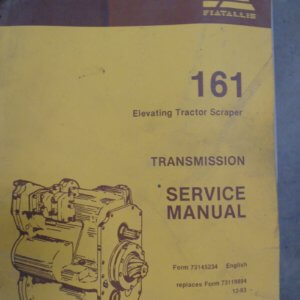 FIATALLIS
161
Elevating Tractor Scraper
TRANSMISSION
SERVICE
MANUAL
Form 73145234 English
replaces Form 73119894
12-83